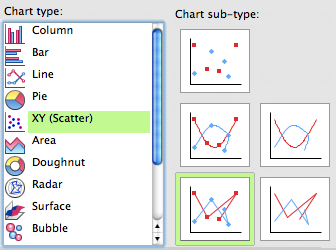 Chart type:
Column
Bar
Line
Pie
XY (Scatter)
Area
Doughnut
Radar
Surface
Bubble
Chart sub-type: